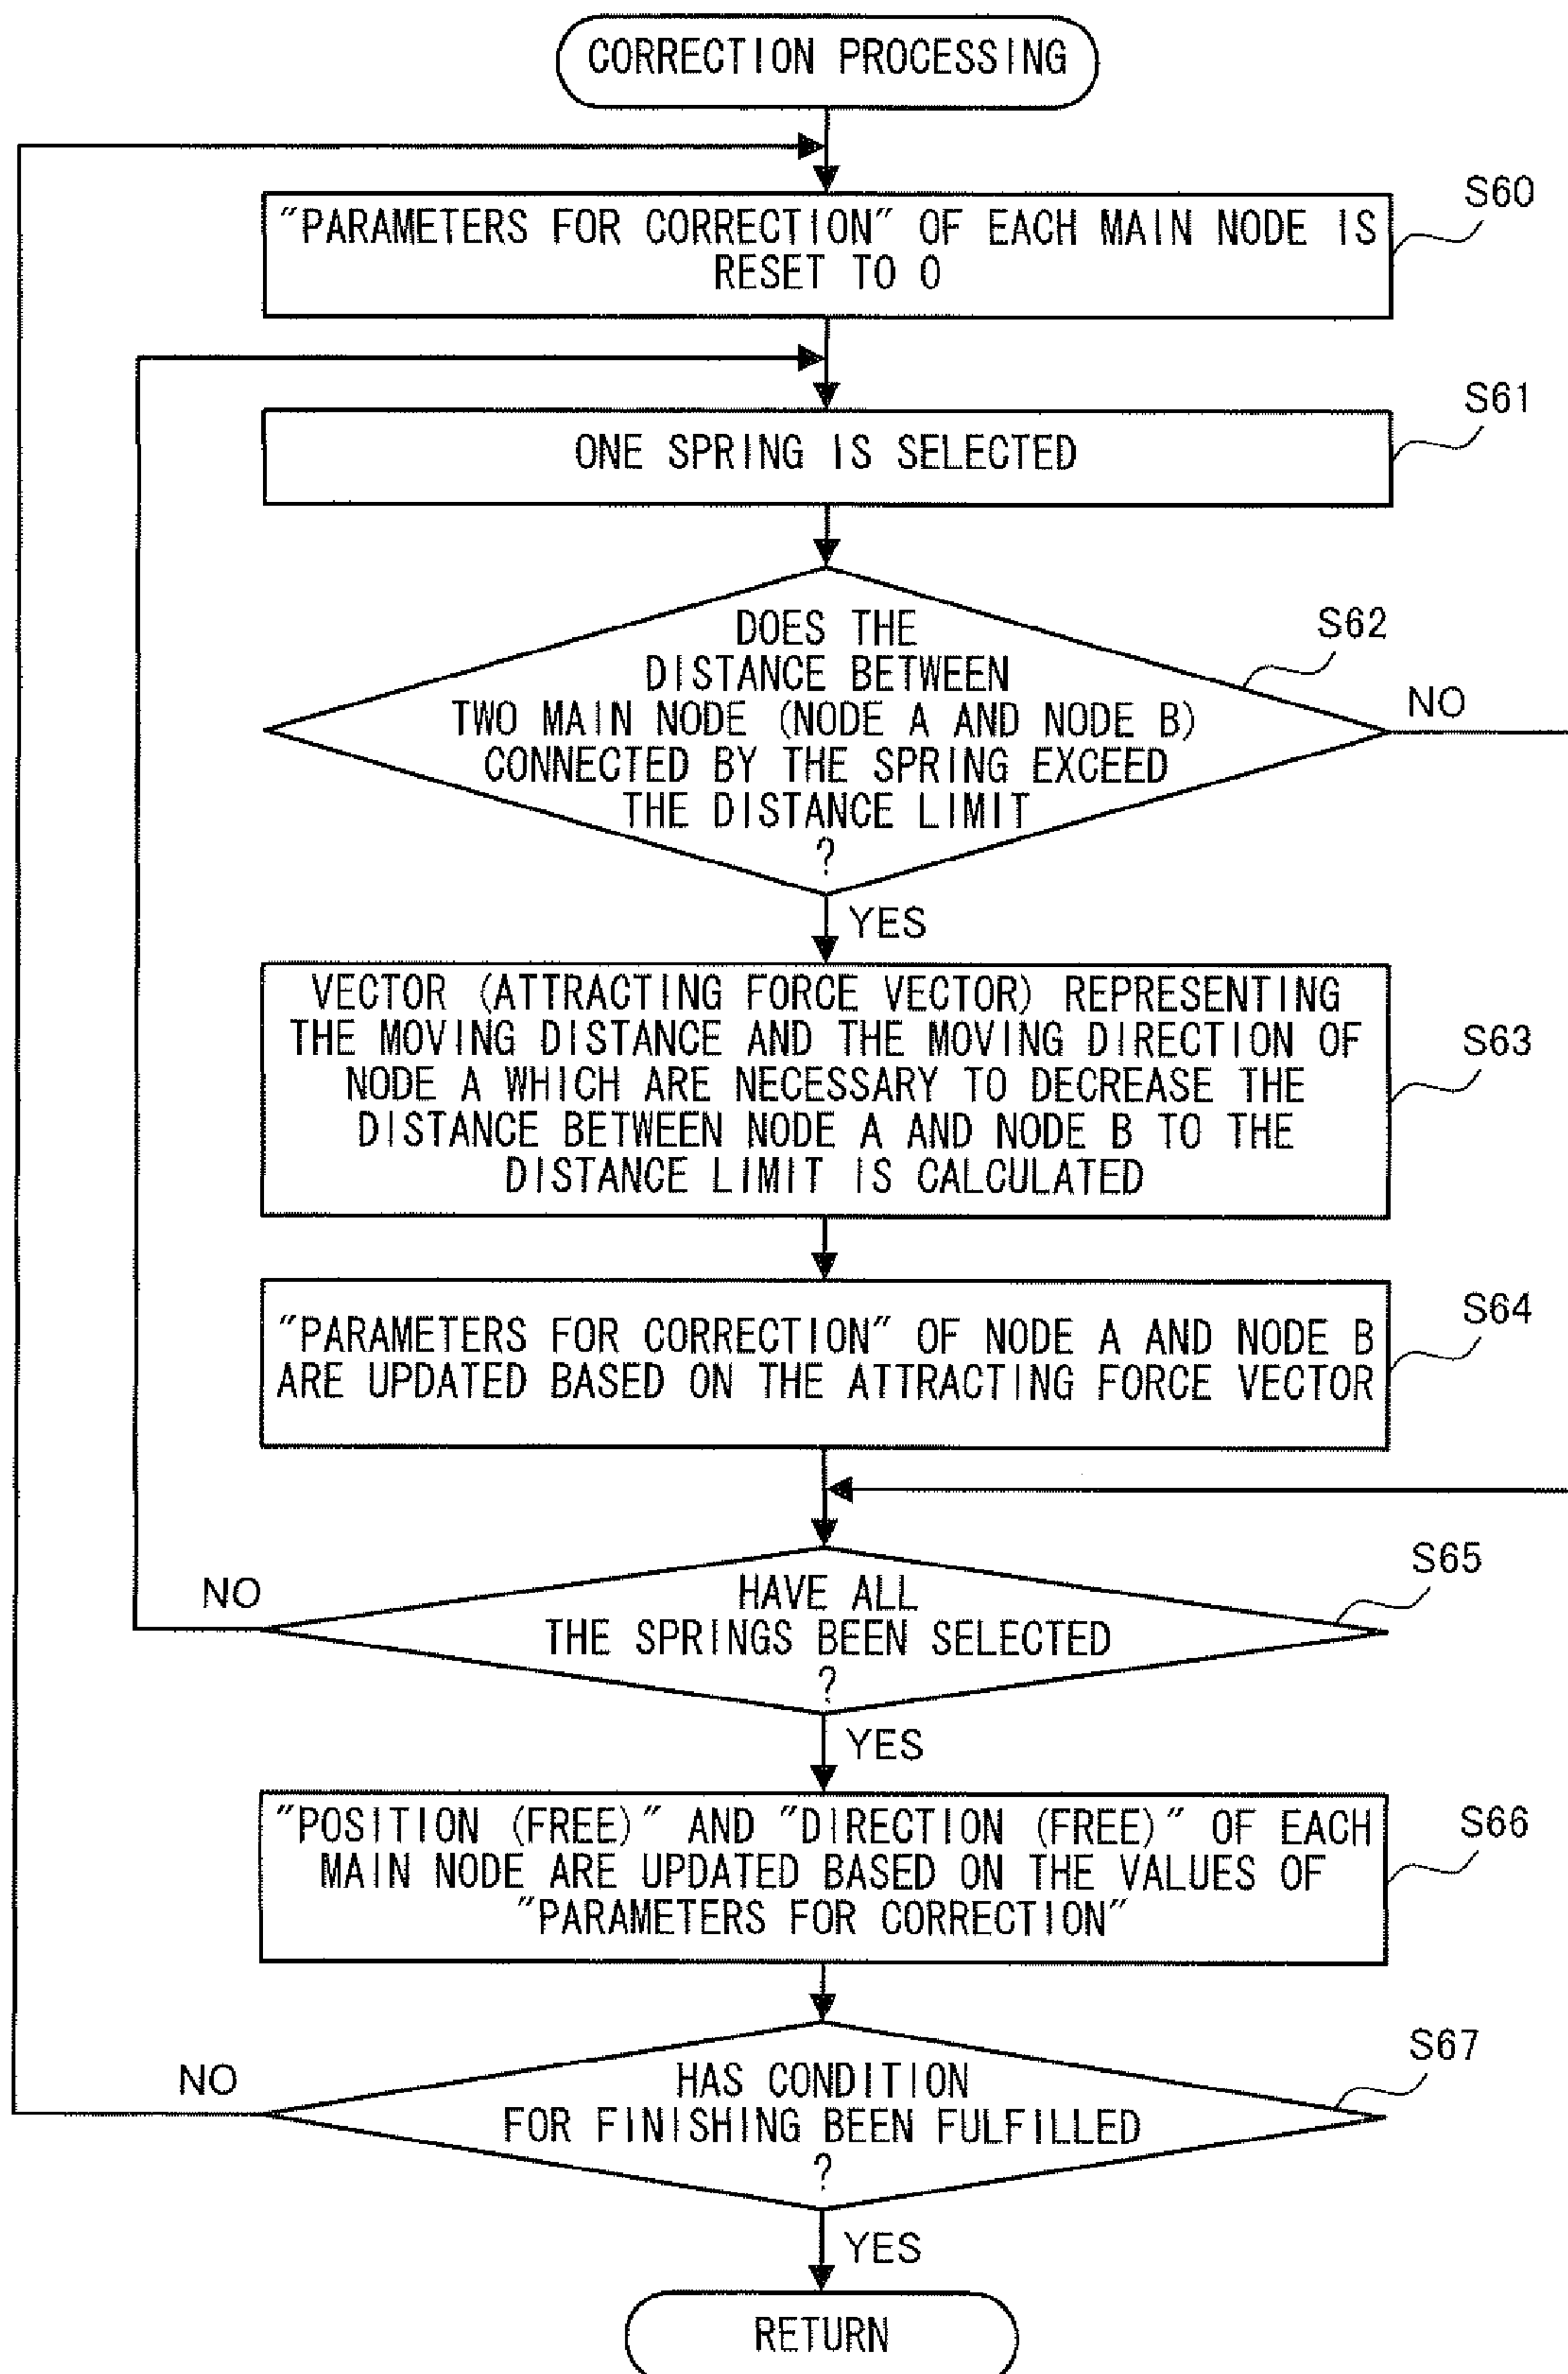 CORRECTION PROCESSING
S60
"PARAMETERS FOR CORRECTION" OF EACH MAIN NODE IS
RESET TO 0
S61
ONE SPRING IS SELECTED
S62
DOES THE
DISTANCE BETWEEN
TWO MAIN NODE (NODE A AND NODE B)
CONNECTED BY THE SPRING EXCEED
THE DISTANCE LIMIT
?
NO
YES
S63
VECTOR (ATTRACTING FORCE VECTOR) REPRESENTING
THE MOVING DISTANCE AND THE MOVING DIRECTION OF
NODE A WHICH ARE NECESSARY TO DECREASE THE
DISTANCE BETWEEN NODE A AND NODE B TO THE
DISTANCE LIMIT IS CALCULATED
S64
"PARAMETERS FOR CORRECTION" OF NODE A AND NODE B
ARE UPDATED BASED ON THE ATTRACTING FORCE VECTOR
S65
NO
HAVE ALL
THE SPRINGS BEEN SELECTED
?
YES
S66
"POSITION (FREE)" AND "DIRECTION (FREE)" OF EACH
MAIN NODE ARE UPDATED BASED ON THE VALUES OF
"PARAMETERS FOR CORRECTION"
S67
NO
HAS CONDITION
FOR FINISHING BEEN FULFILLED
?
YES
RETURN